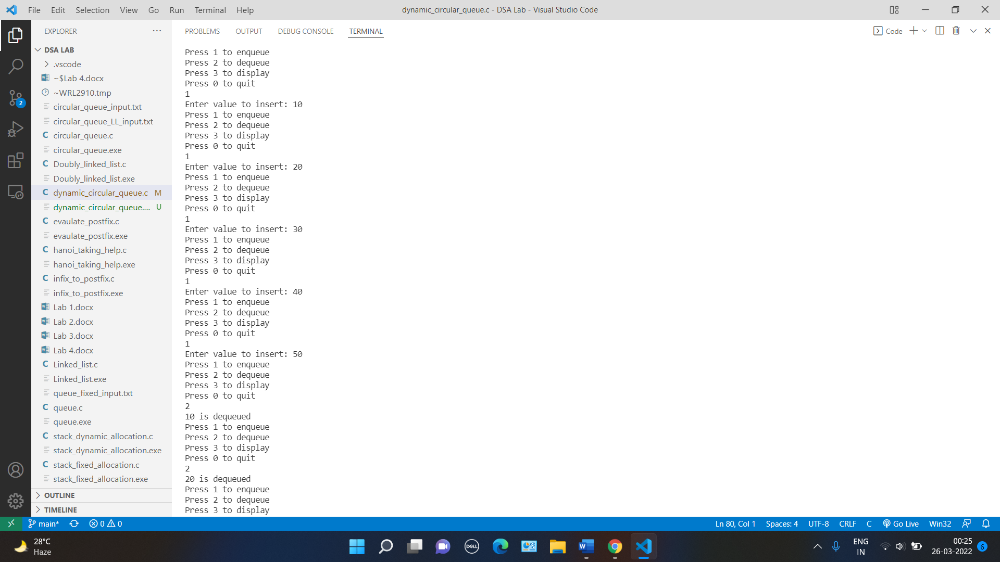 File Edit Selection View Go Run Terminal Help
dynamic_circular_queue.c - DSA Lab - Visual Studio Code
EXPLORER
DSA LAB
.vscode
~$Lab 4.docx
~WRL2910.tmp
circular_queue_input.txt
circular_queue_LL_input.txt
circular_queue.c
circular_queue.exe
Doubly_linked_list.c
Doubly_linked_list.exe
dynamic_circular_queue.c M
dynamic_circular_queue.... U
evaulate_postfix.c
evaulate_postfix.exe
hanoi_taking_help.c
hanoi_taking_help.exe
infix_to_postfix.c
infix_to_postfix.exe
Lab 1.docx
Lab 2.docx
Lab 3.docx
Lab 4.docx
Linked_list.c
Linked_list.exe
queue_fixed_input.txt
queue.c
queue.exe
stack_dynamic_allocation.c
stack_dynamic_allocation.exe
stack_fixed_allocation.c
stack_fixed_allocation.exe
OUTLINE
TIMELINE
2
PROBLEMS OUTPUT DEBUG CONSOLE TERMINAL
Code
Press 1 to enqueue
Press 2 to dequeue
Press 3 to display
Press 0 to quit
1
Enter value to insert: 10
Press 1 to enqueue
Press 2 to dequeue
Press 3 to display
Press 0 to quit
1
Enter value to insert: 20
Press 1 to enqueue
Press 2 to dequeue
Press 3 to display
Press 0 to quit
1
Enter value to insert: 30
Press 1 to enqueue
Press 2 to dequeue
Press 3 to display
Press 0 to quit
1
Enter value to insert: 40
Press 1 to enqueue
Press 2 to dequeue
Press 3 to display
Press 0 to quit
1
Enter value to insert: 50
Press 1 to enqueue
Press 2 to dequeue
Press 3 to display
Press 0 to quit
2
10 is dequeued
Press 1 to enqueue
Press 2 to dequeue
Press 3 to display
Press 0 to quit
2
20 is dequeued
Press 1 to enqueue
Press 2 to dequeue
Press 3 to display
main* 0 0
Ln 80, Col 1 Spaces: 4 UTF-8 CRLF C Go Live Win32
28°C
Haze
DELL
ENG
IN
00:25
26-03-2022
6